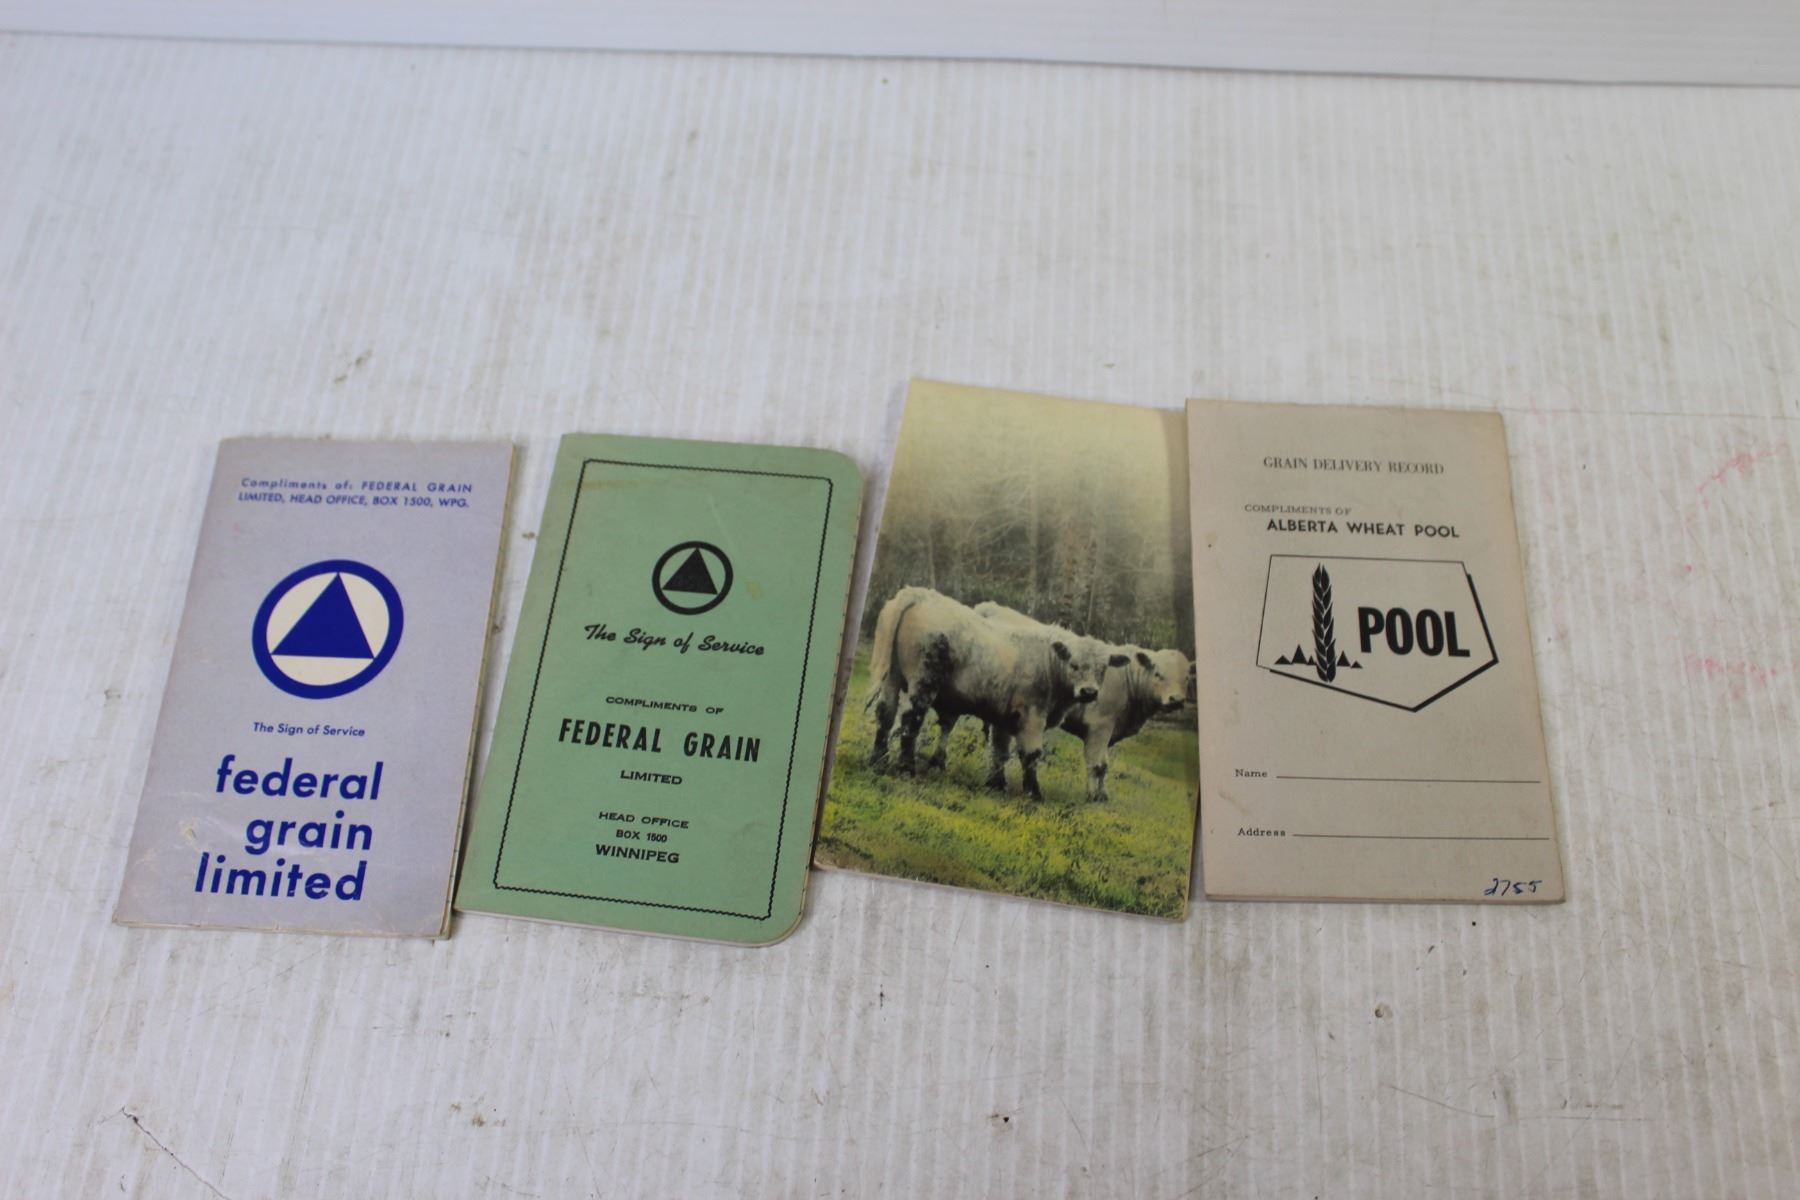 Compliments of: FEDERAL GRAIN
LIMITED, HEAD OFFICE, BOX 1500, WPG.
The Sign of Service
federal
grain
limited
The Sign of Service
COMPLIMENTS OF
FEDERAL GRAIN
LIMITED
HEAD OFFICE
BOX 1500
WINNIPEG
GRAIN DELIVERY RECORD
COMPLIMENTS OF
ALBERTA WHEAT POOL
POOL
Name
Address
2755